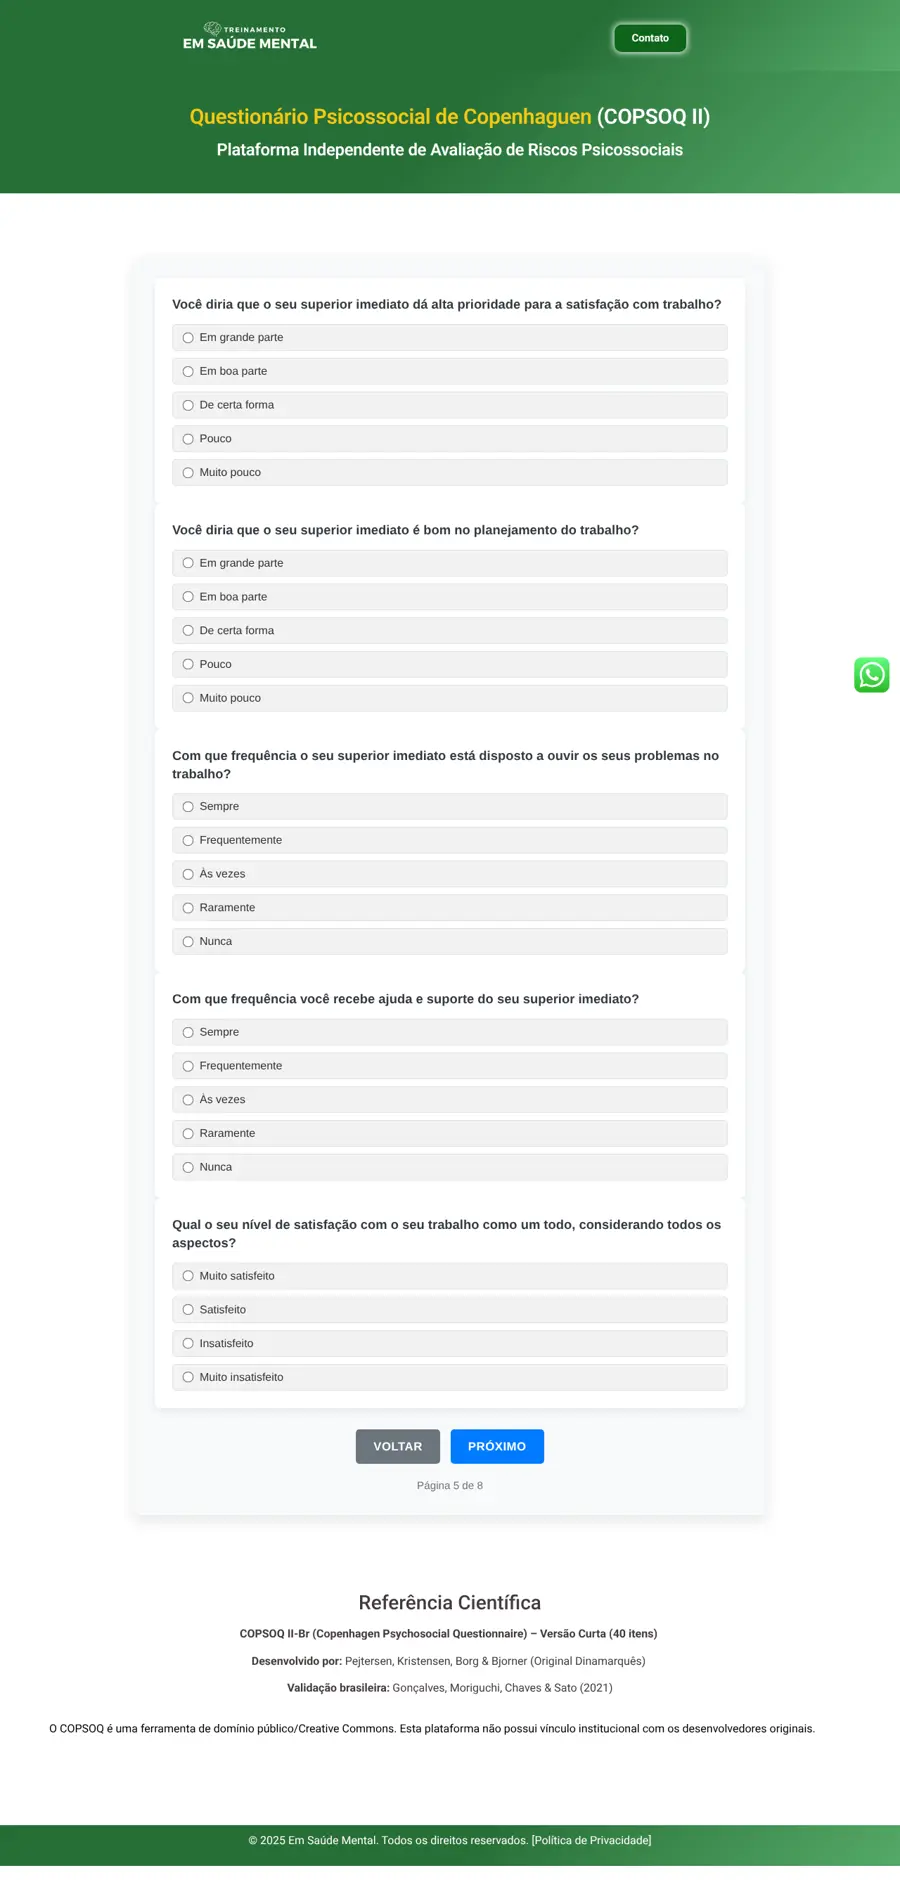 TREINAMENTO
EM SAÚDE MENTAL
Contato
Questionário Psicossocial de Copenhaguen (COPSOQ II)
Plataforma Independente de Avaliação de Riscos Psicossociais
Você diria que o seu superior imediato dá alta prioridade para a satisfação com trabalho?
Em grande parte
Em boa parte
De certa forma
Pouco
Muito pouco
Você diria que o seu superior imediato é bom no planejamento do trabalho?
Em grande parte
Em boa parte
De certa forma
Pouco
Muito pouco
Com que frequência o seu superior imediato está disposto a ouvir os seus problemas no
trabalho?
Sempre
Frequentemente
Às vezes
Raramente
Nunca
Com que frequência você recebe ajuda e suporte do seu superior imediato?
Sempre
Frequentemente
Às vezes
Raramente
Nunca
Qual o seu nível de satisfação com o seu trabalho como um todo, considerando todos os
aspectos?
Muito satisfeito
Satisfeito
Insatisfeito
Muito insatisfeito
VOLTAR
PRÓXIMO
Página 5 de 8
Referência Científica
COPSOQ II-Br (Copenhagen Psychosocial Questionnaire) – Versão Curta (40 itens)
Desenvolvido por: Pejtersen, Kristensen, Borg & Bjorner (Original Dinamarquês)
Validação brasileira: Gonçalves, Moriguchi, Chaves & Sato (2021)
O COPSOQ é uma ferramenta de domínio público/Creative Commons. Esta plataforma não possui vínculo institucional com os desenvolvedores originais.
© 2025 Em Saúde Mental. Todos os direitos reservados. [Política de Privacidade]